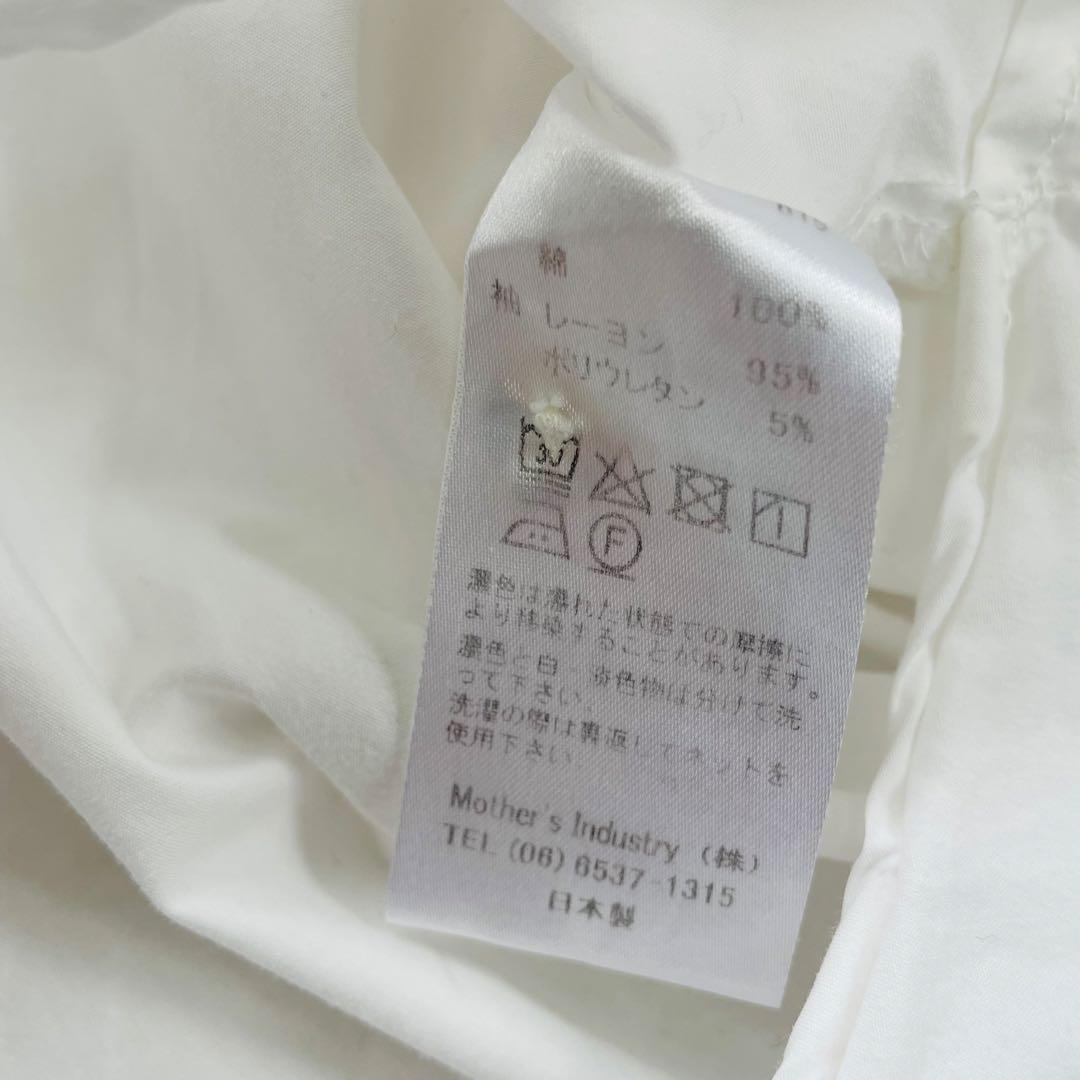 綿 100%
袖 レーヨン 95%
ポリウレタン 5%
30
F
濃色は濡れた状態での摩擦に
より移染することがあります。
濃色と白・淡色物は分けて洗
って下さい。
洗濯の際は裏返してネットを
使用下さい。
Mother's Industry (株)
TEL (06) 6537-1315
日本製